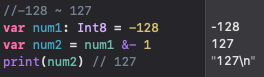 //-128 ~ 127
var num1: Int8 = -128
-128
var num2 = num1 &- 1
127
print(num2) // 127
"127\n"